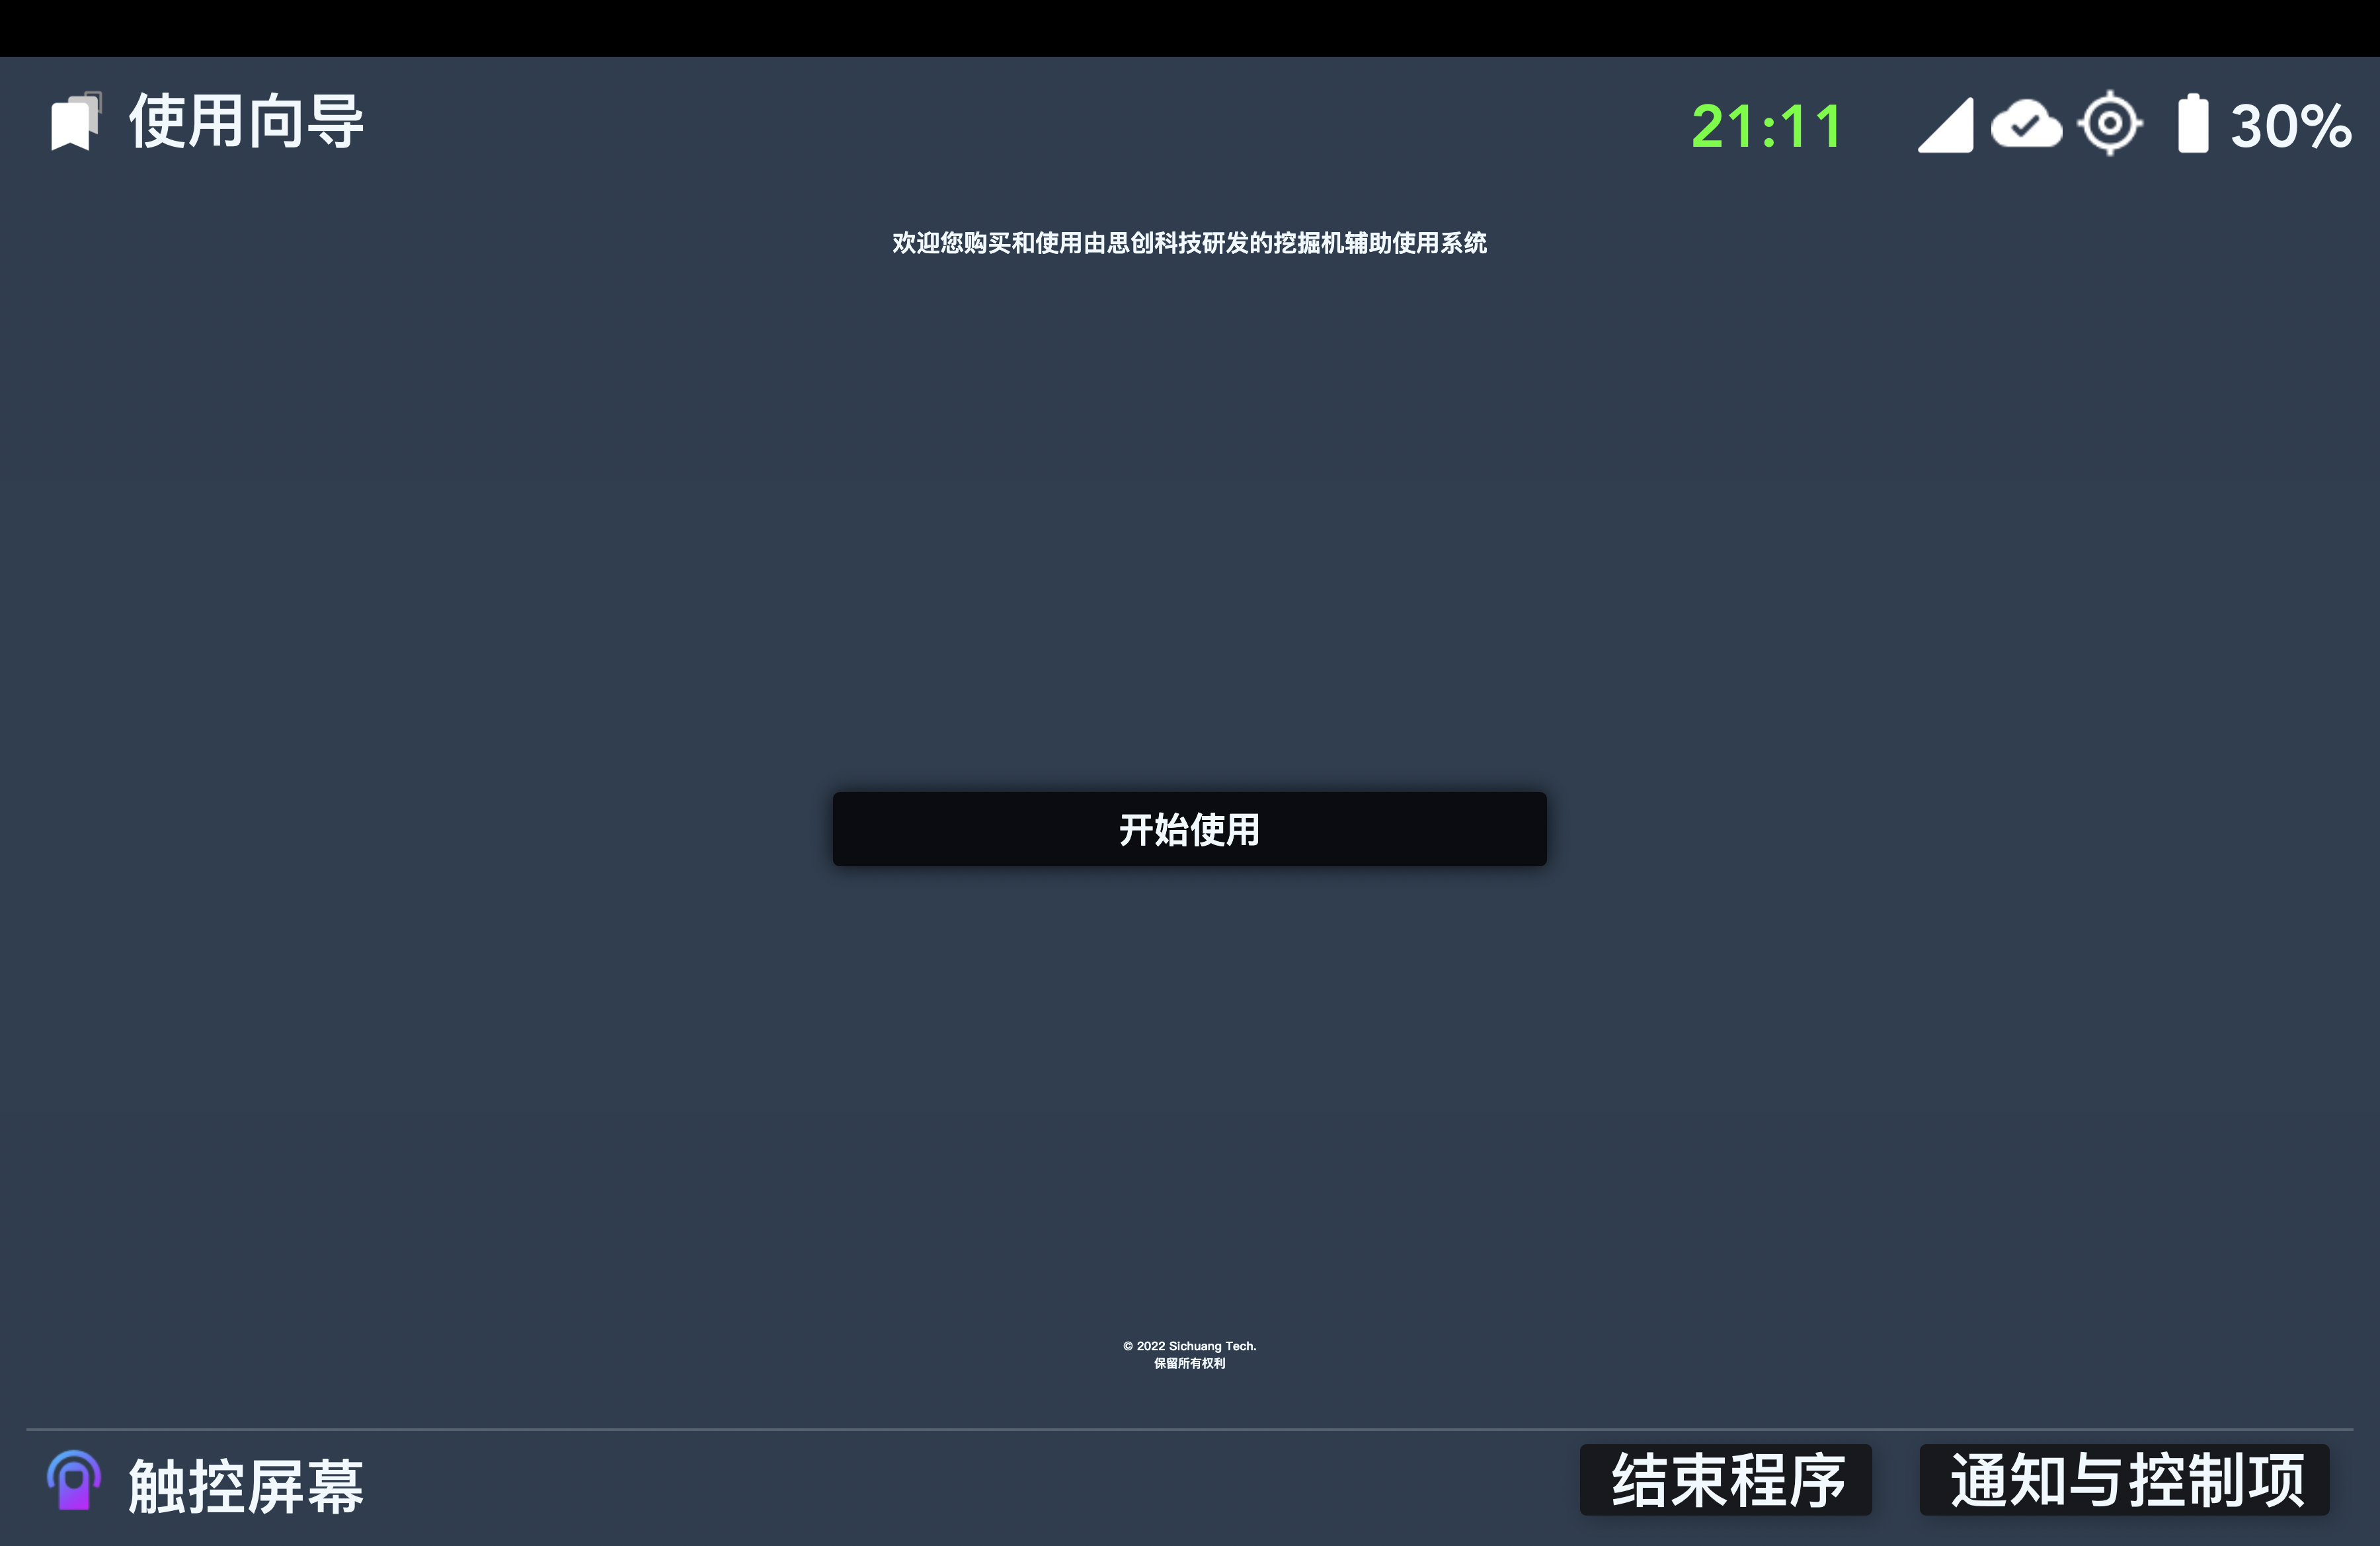 使用向导
21:11
30%
欢迎您购买和使用由思创科技研发的挖掘机辅助使用系统
开始使用
© 2022 Sichuang Tech.
保留所有权利
触控屏幕
结束程序
通知与控制项